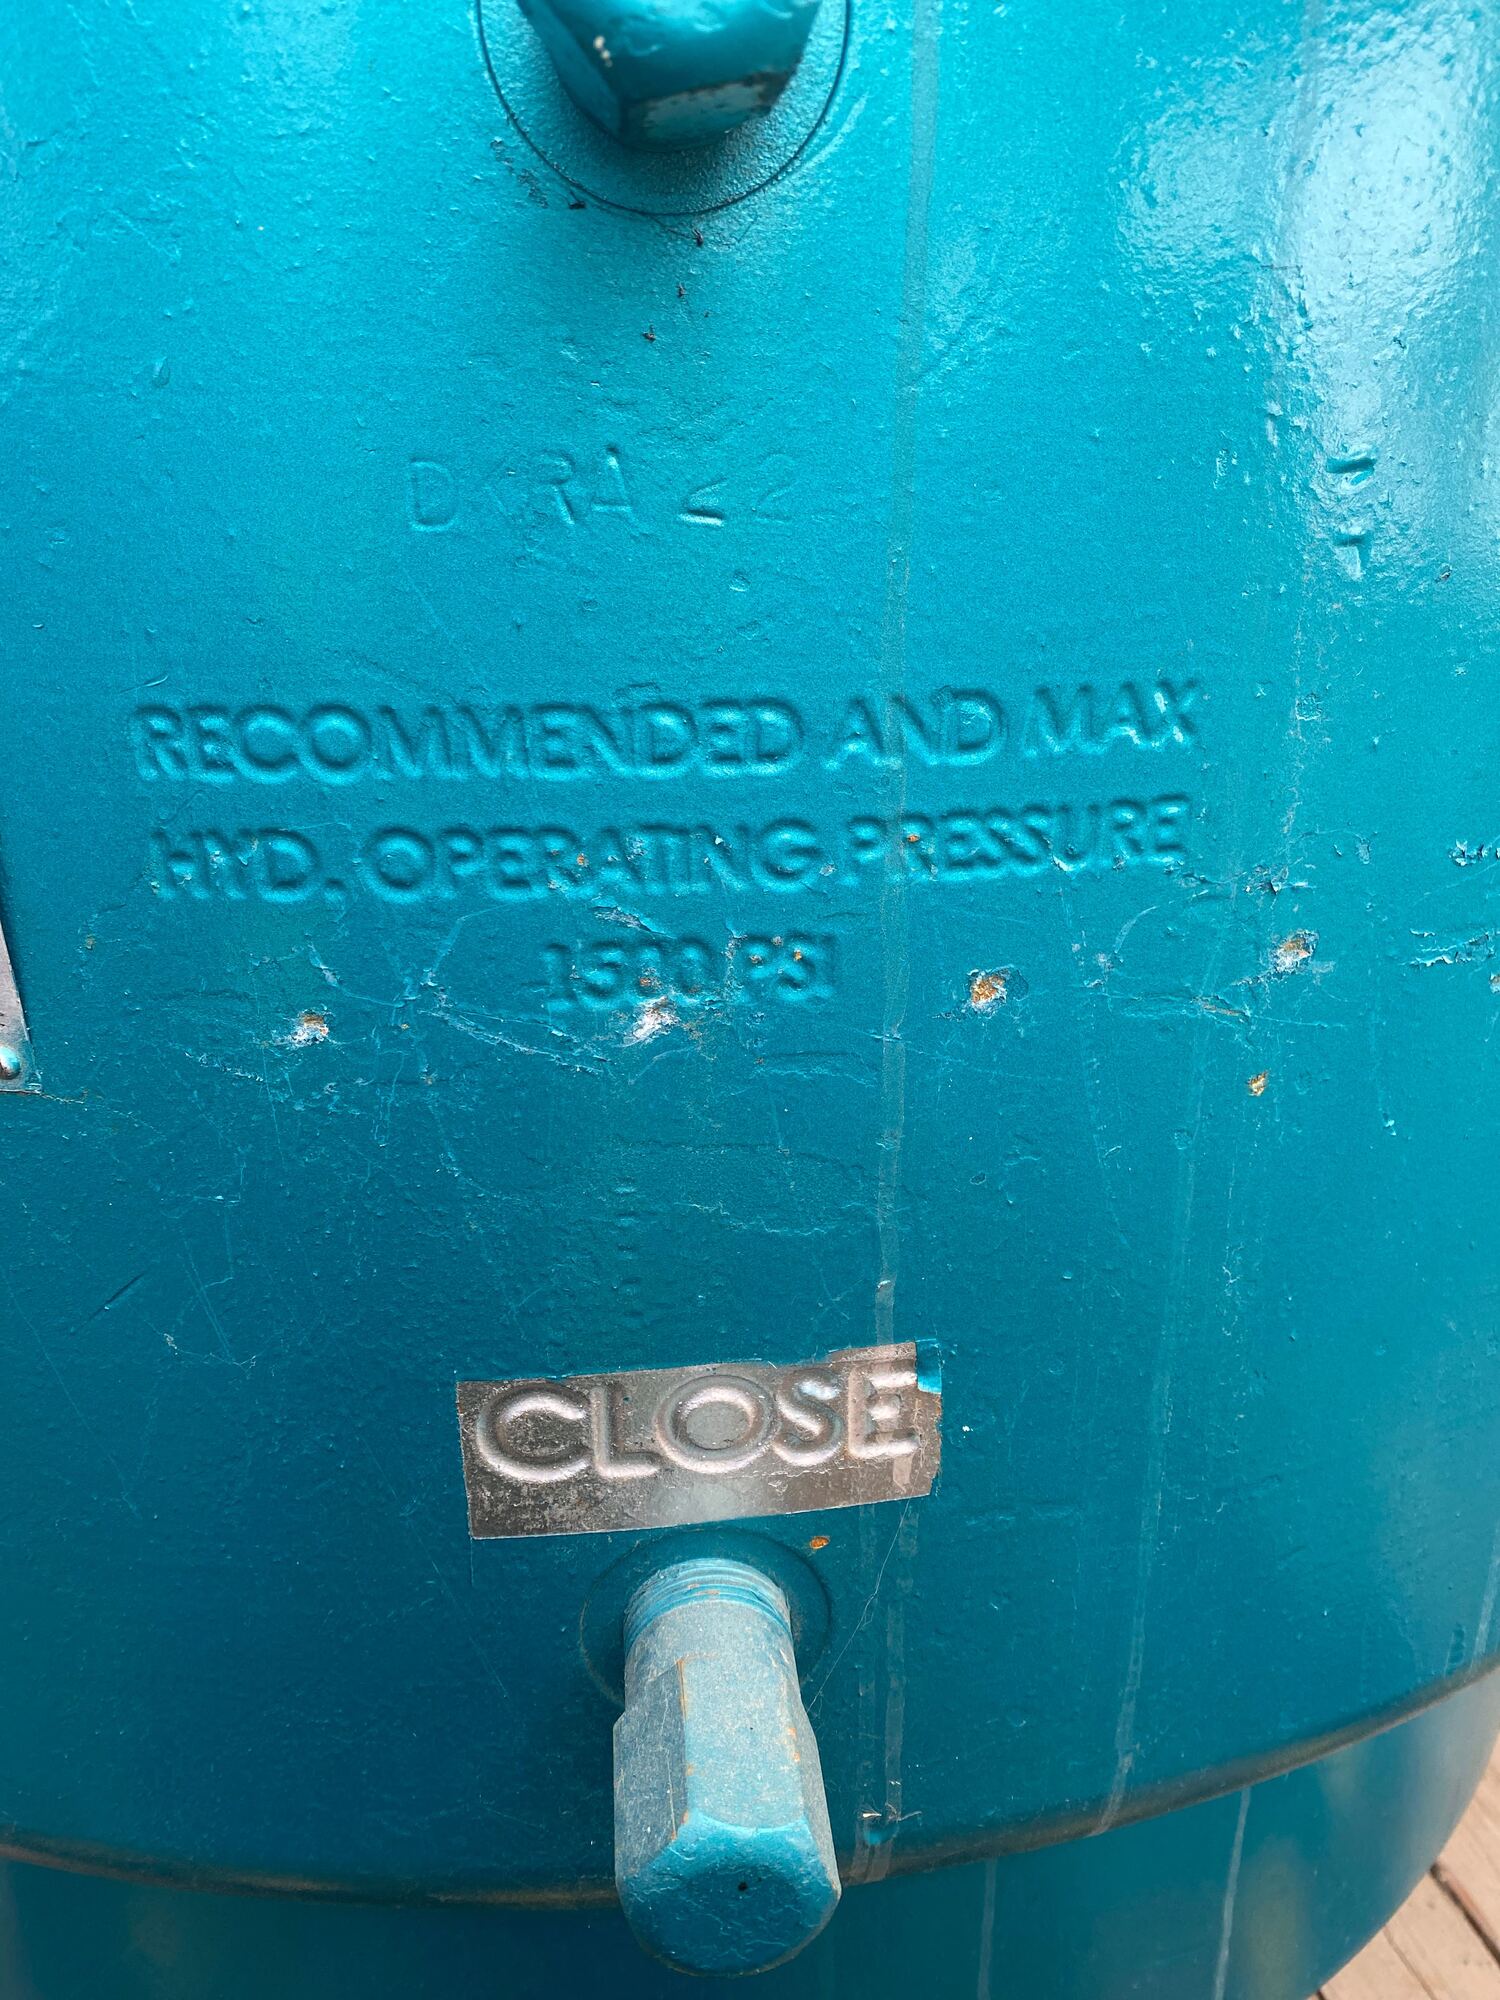 RECOMMENDED AND MAX
HYD. OPERATING PRESSURE
1500 PSI
CLOSE